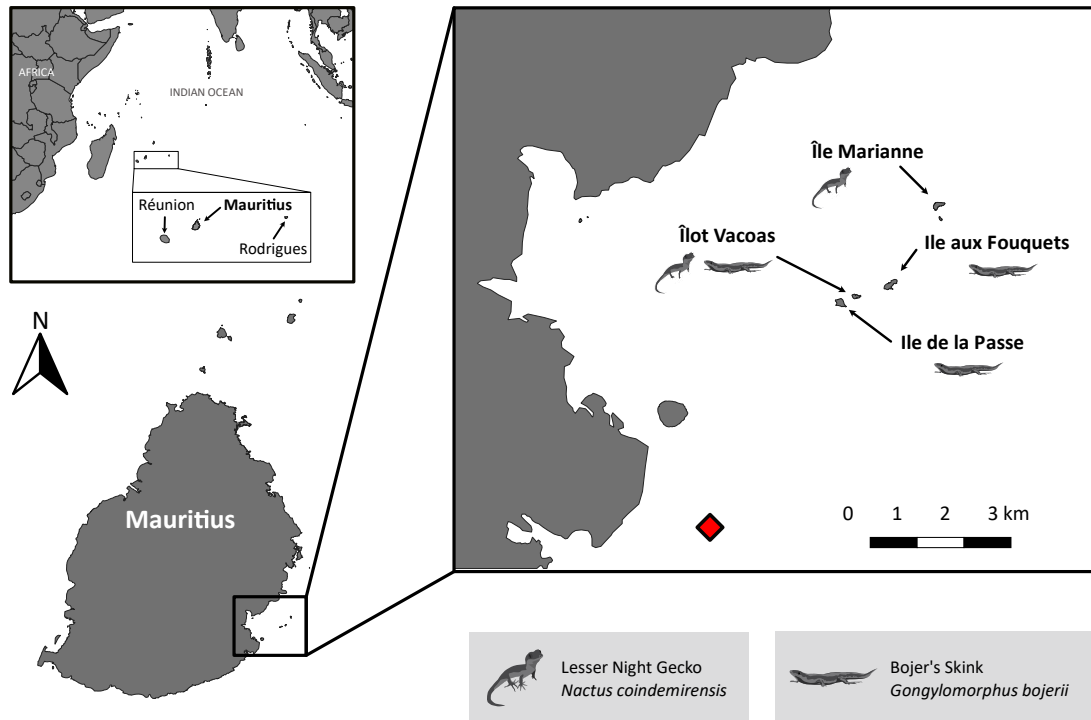 AFRICA
INDIAN OCEAN
Réunion
Mauritius
Rodrigues
N
Mauritius
Île Marianne
Îlot Vacoas
Ile aux Fouquets
Ile de la Passe
0 1 2 3 km
Lesser Night Gecko
Nactus coindemirensis
Bojer's Skink
Gongylomorphus bojerii